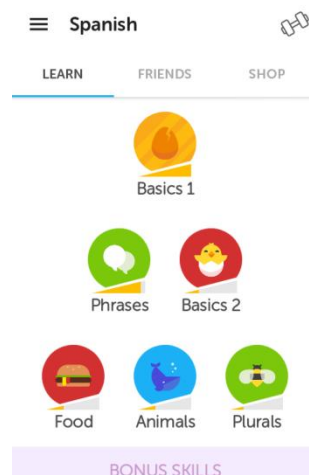 Spanish
LEARN FRIENDS SHOP
Basics 1
Phrases Basics 2
Food Animals Plurals
BONUS SKILLS